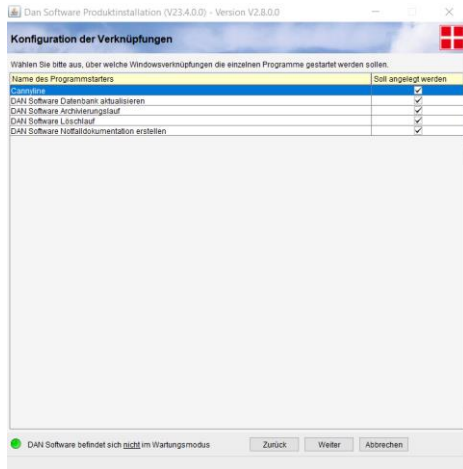 Dan Software Produktinstallation (V23.4.0.0) - Version V2.8.0.0
Konfiguration der Verknüpfungen
Wählen Sie bitte aus, über welche Windowsverknüpfungen die einzelnen Programme gestartet werden sollen.
Name des Programmstarters Soll angelegt werden
Cannyline
DAN Software Datenbank aktualisieren
DAN Software Archivierungslauf
DAN Software Löschlauf
DAN Software Notfalldokumentation erstellen
DAN Software befindet sich nicht im Wartungsmodus Zurück Weiter Abbrechen